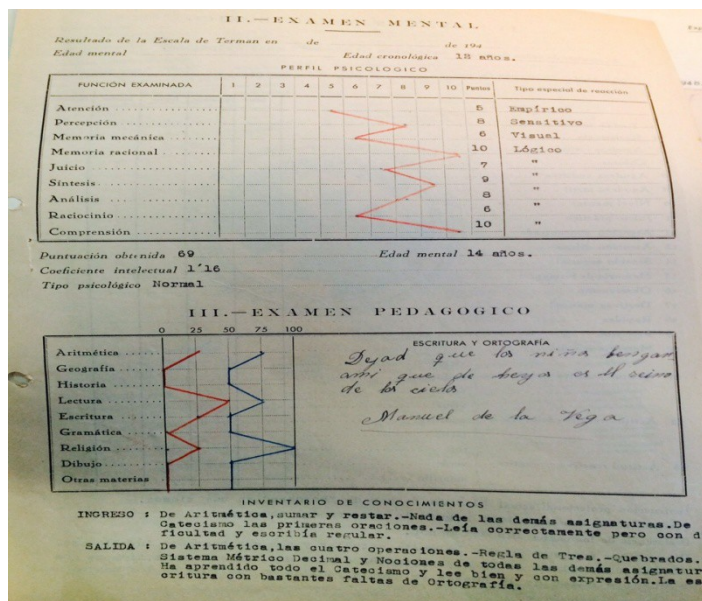 II.—EXAMEN MENTAL
Resultado de la Escala de Terman en de de 194
Edad mental Edad cronológica 12 años.
PERFIL PSICOLOGICO
FUNCIÓN EXAMINADA 1 2 3 4 5 6 7 8 9 10 Puntos Tipo especial de reacción
Atención 5 Empírico
Percepción 8 Sensitivo
Memoria mecánica 6 Visual
Memoria racional 10 Lógico
Juicio 7 "
Síntesis 9 "
Análisis 8 "
Raciocinio 6 "
Comprensión 10 "
Puntuación obtenida 69 Edad mental 14 años.
Coeficiente intelectual 1´16
Tipo psicológico Normal
III.—EXAMEN PEDAGOGICO
0 25 50 75 100
ESCRITURA Y ORTOGRAFÍA
Aritmética
Geografía
Historia
Lectura
Escritura
Gramática
Religión
Dibujo
Otras materias
Dejad que los niños bengan
ami que de heyos es el reino
de los cielos
Manuel de la Vega
INVENTARIO DE CONOCIMIENTOS
INGRESO : De Aritmética,sumar y restar.-Nada de las demás asignaturas.De
Catecismo las primeras oraciones.-Leía correctamente pero con d
ficultad y escribía regular.
SALIDA : De Aritmética,las cuatro operaciones.-Regla de Tres.-Quebrados.
Sistema Métrico Decimal y Nociones de todas las demás asignatur
Ha aprendido todo el Catecismo y lee bien y con expresión.La es
critura con bastantes faltas de Ortografía.